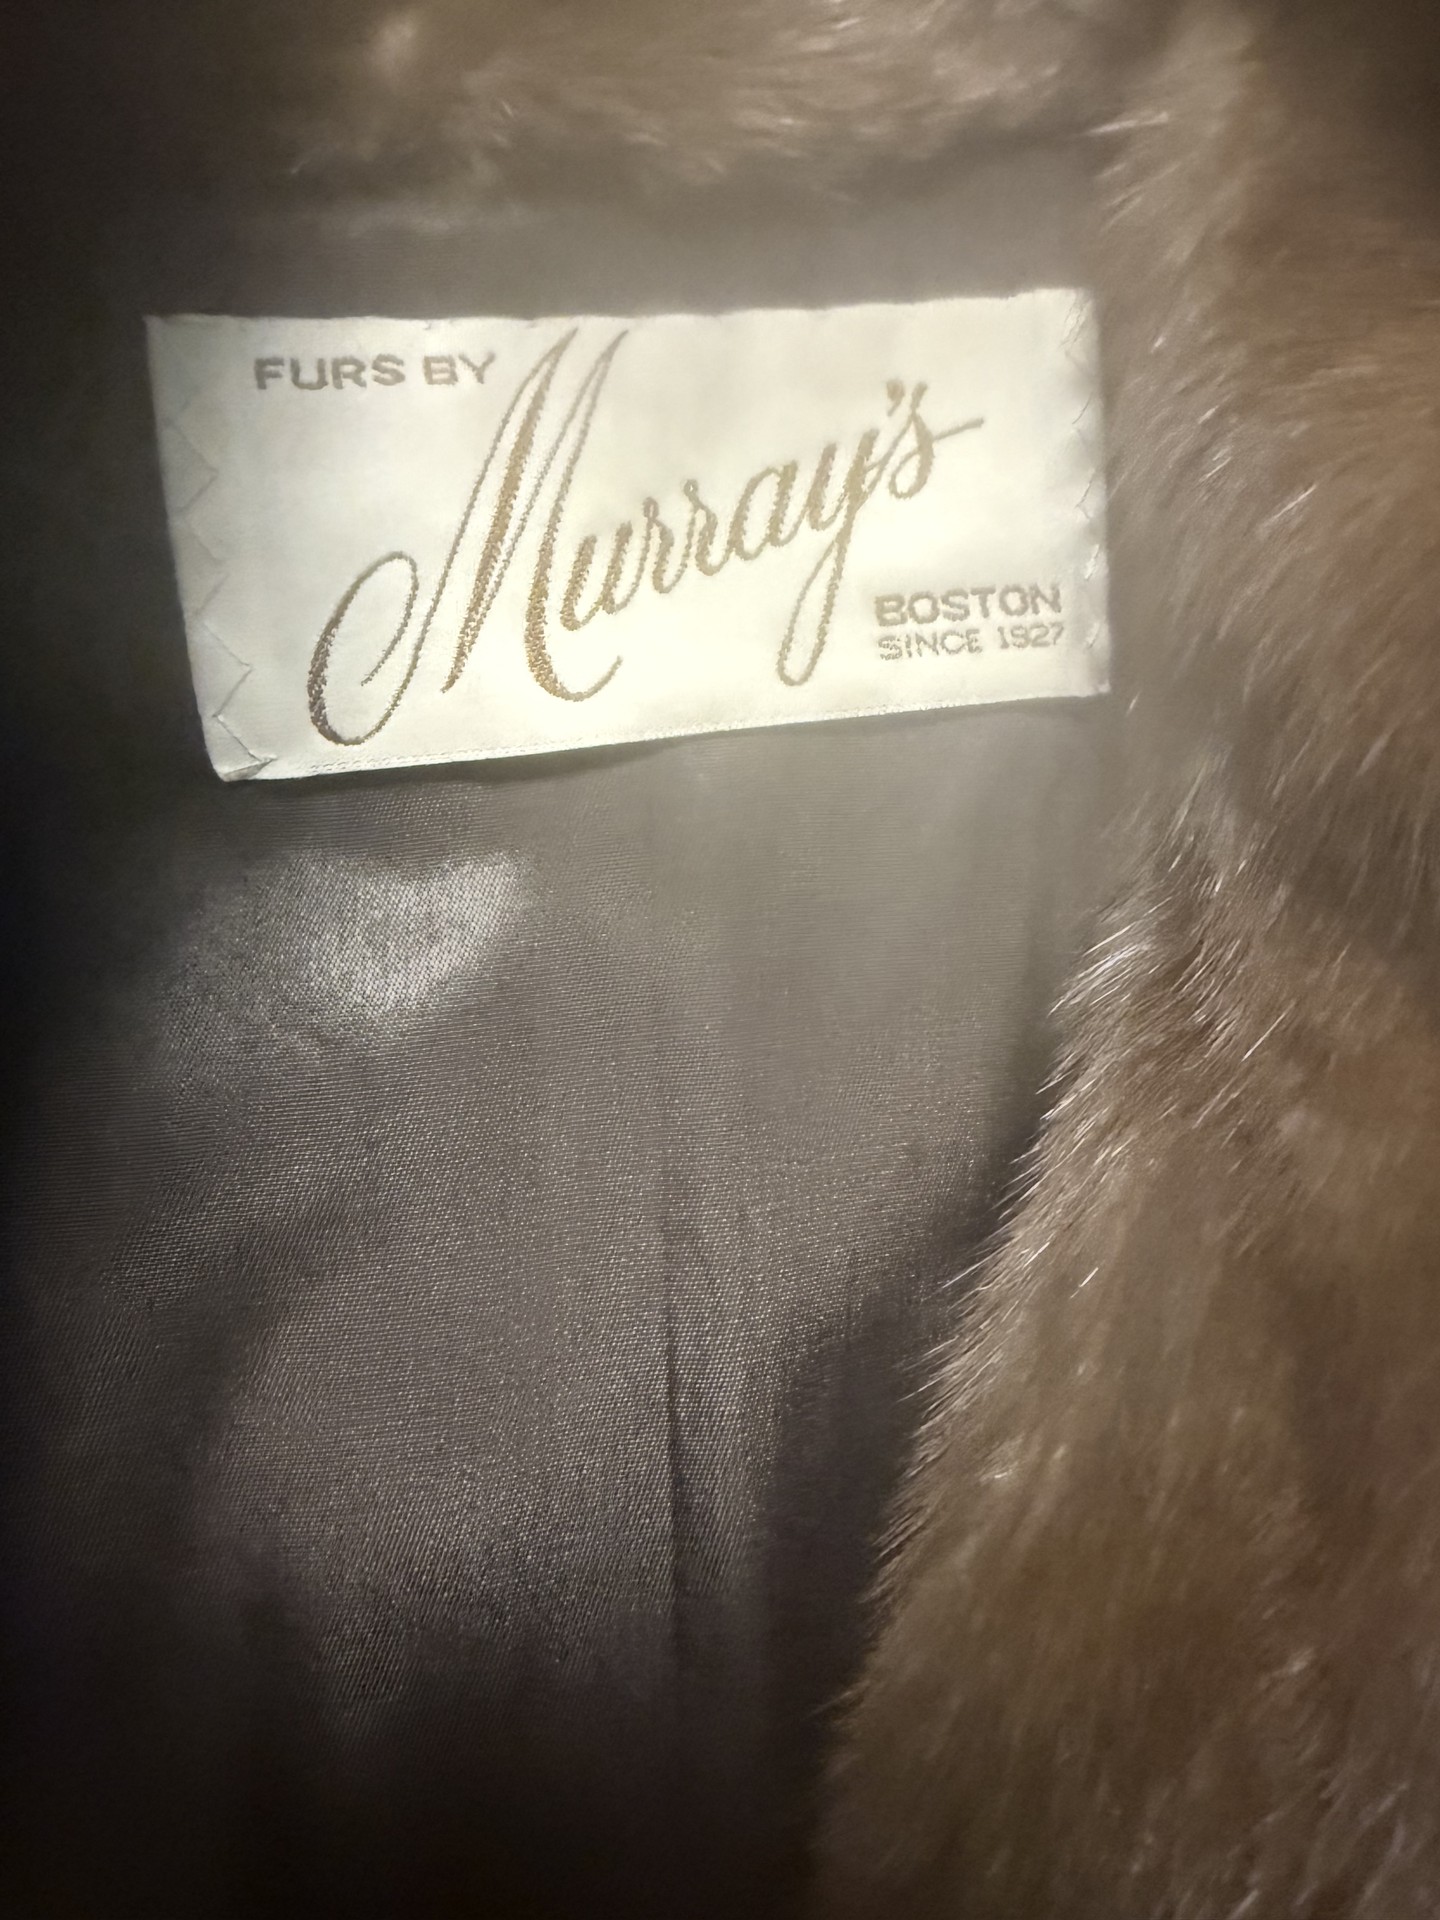 FURS BY
Murray's
BOSTON
SINCE 1927